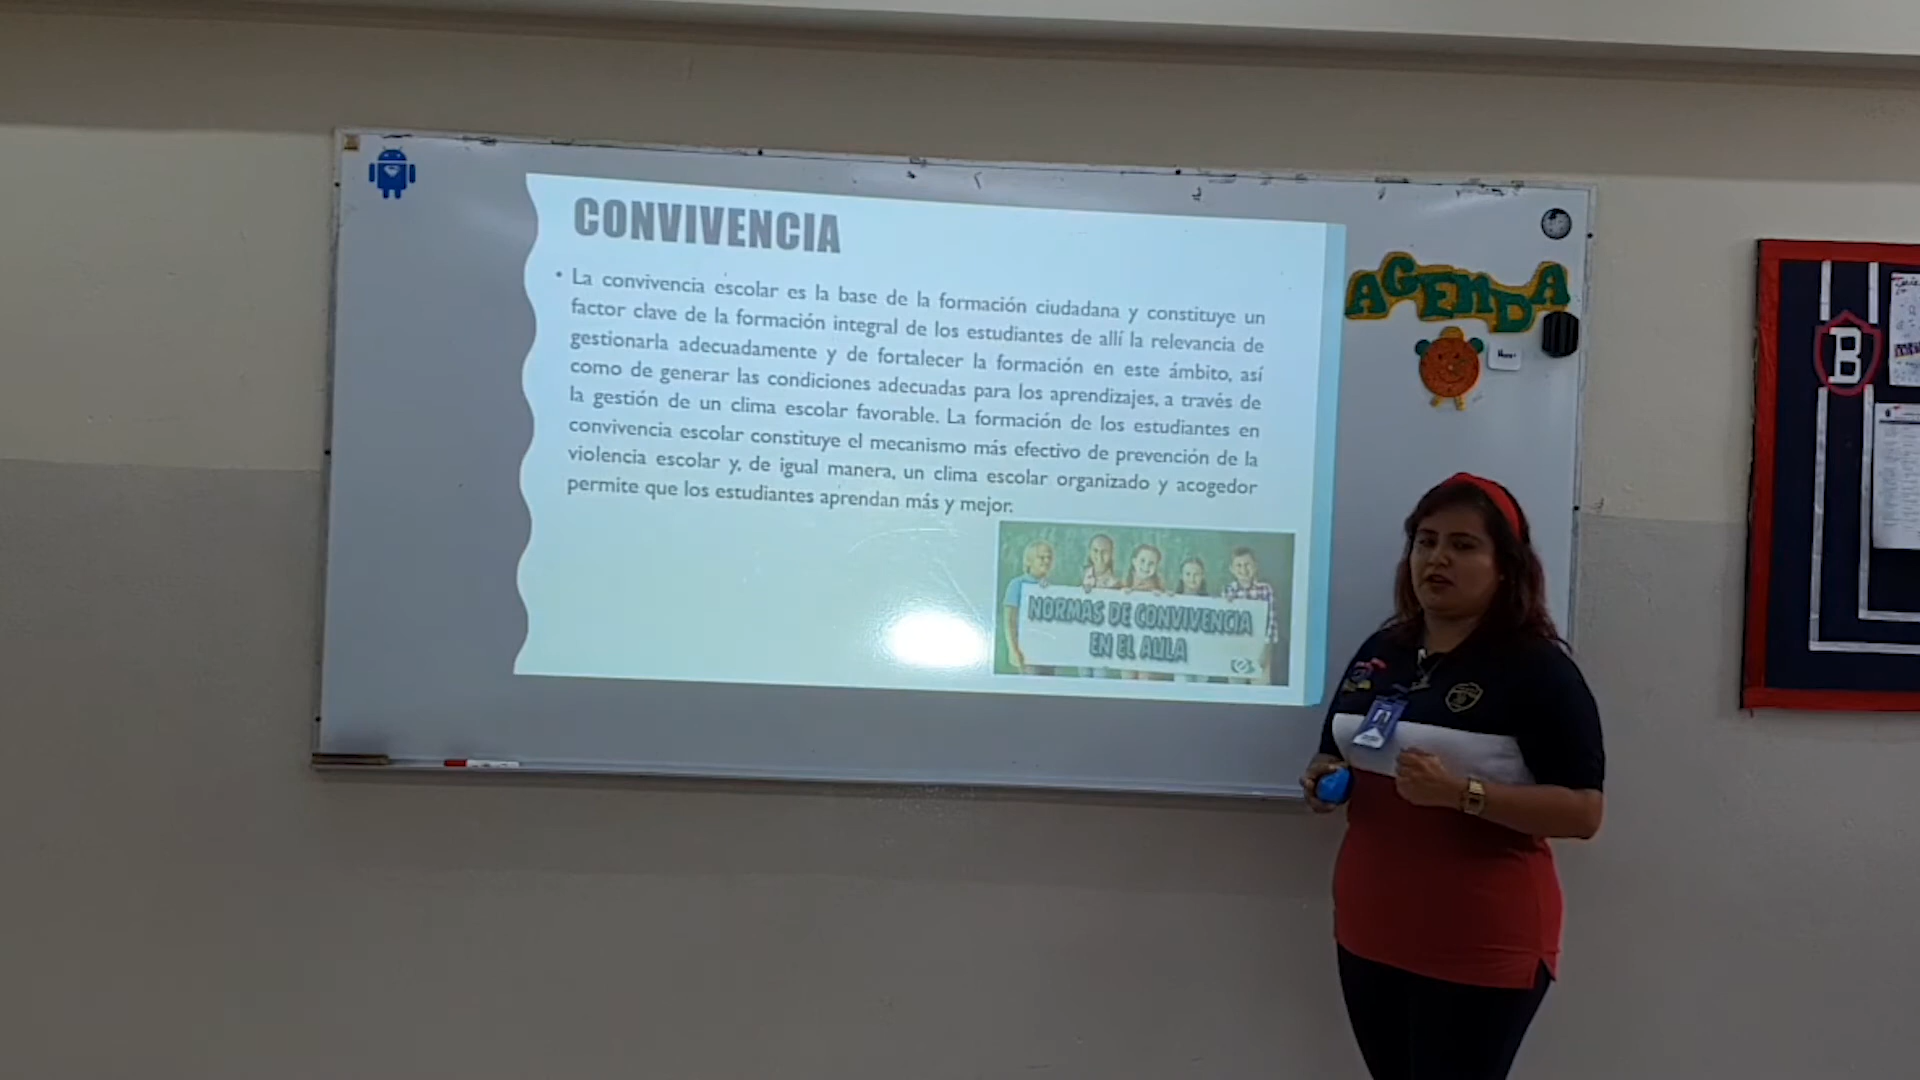 CONVIVENCIA
• La convivencia escolar es la base de la formación ciudadana y constituye un
factor clave de la formación integral de los estudiantes de allí la relevancia de
gestionarla adecuadamente y de fortalecer la formación en este ámbito, así
como de generar las condiciones adecuadas para los aprendizajes, a través de
la gestión de un clima escolar favorable. La formación de los estudiantes en
convivencia escolar constituye el mecanismo más efectivo de prevención de la
violencia escolar y, de igual manera, un clima escolar organizado y acogedor
permite que los estudiantes aprendan más y mejor.
NORMAS DE CONVIVENCIA
EN EL AULA
AGENDA
B